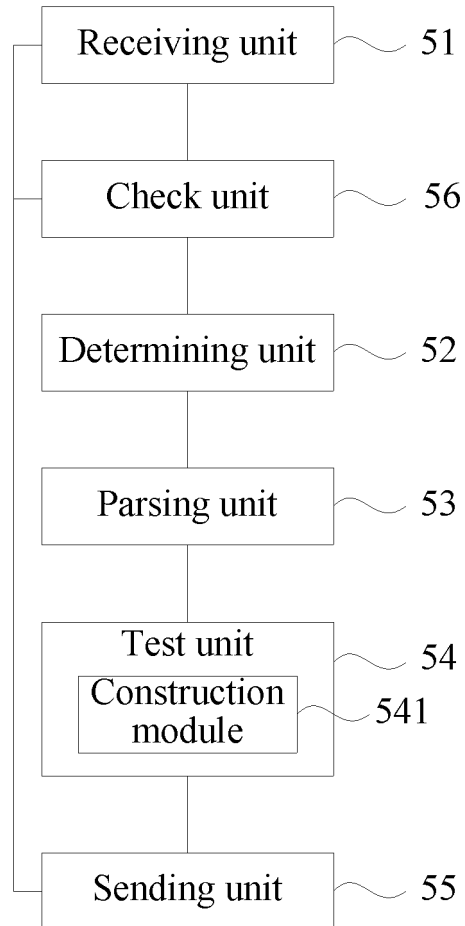 Receiving unit 51
Check unit 56
Determining unit 52
Parsing unit 53
Test unit 54
Construction
module 541
Sending unit 55